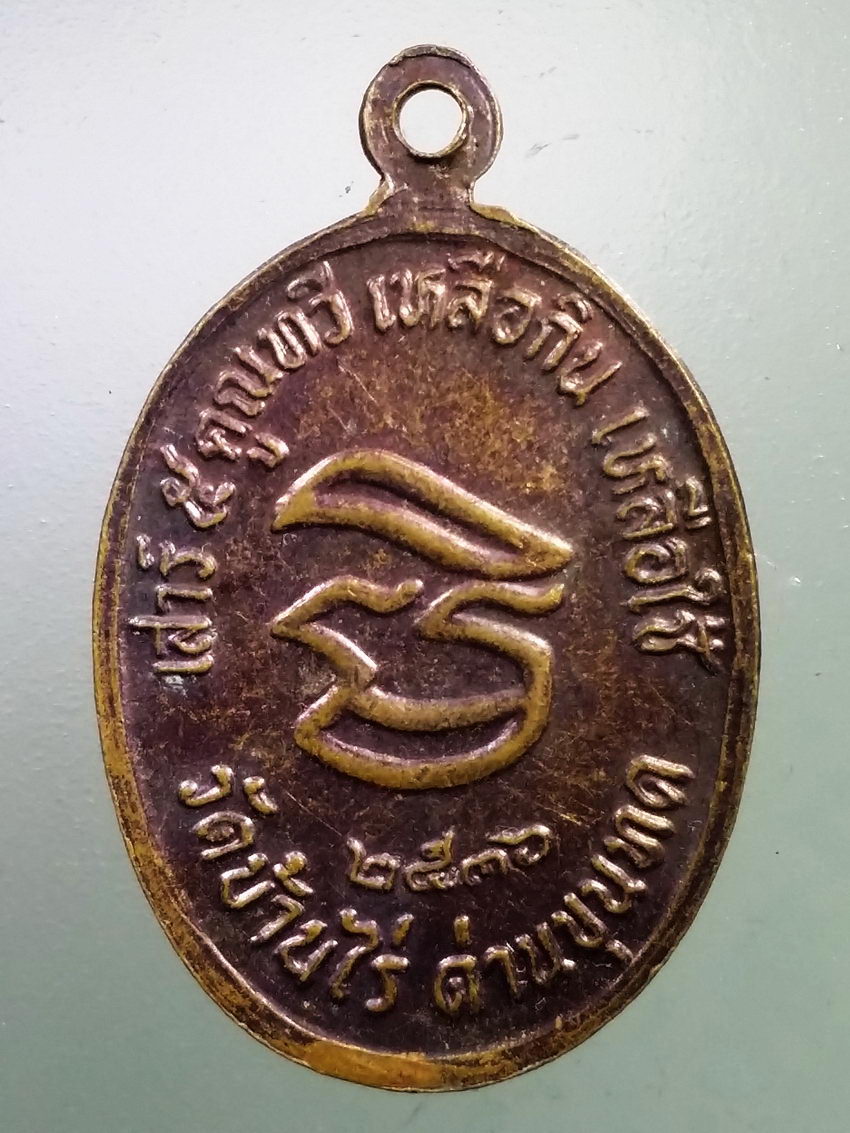 เสาร์ ๕ คูณทวี เหลือกิน เหลือใช้
๒๕๓๖
วัดบ้านไร่ ด่านขุนทด